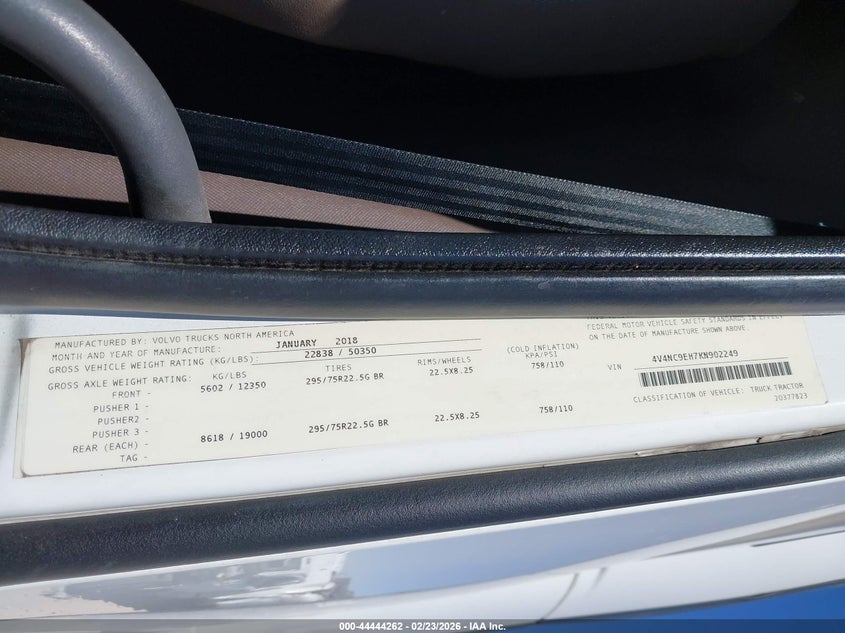 MANUFACTURED BY: VOLVO TRUCKS NORTH AMERICA
MONTH AND YEAR OF MANUFACTURE: JANUARY 2018
GROSS VEHICLE WEIGHT RATING (KG/LBS): 22838 / 50350
GROSS AXLE WEIGHT RATING: KG/LBS TIRES RIMS/WHEELS (COLD INFLATION) KPA/PSI
FRONT - 5602 / 12350 295/75R22.5G BR 22.5X8.25 758/110
PUSHER 1 -
PUSHER2 -
PUSHER 3 -
REAR (EACH) - 8618 / 19000 295/75R22.5G BR 22.5X8.25 758/110
TAG -
FEDERAL MOTOR VEHICLE SAFETY STANDARDS IN EFFECT
ON THE DATE OF MANUFACTURE SHOWN ABOVE.
VIN 4V4NC9EH7KN902249
CLASSIFICATION OF VEHICLE: TRUCK TRACTOR
20377823
000-44444262 - 02/23/2026 - IAA Inc.